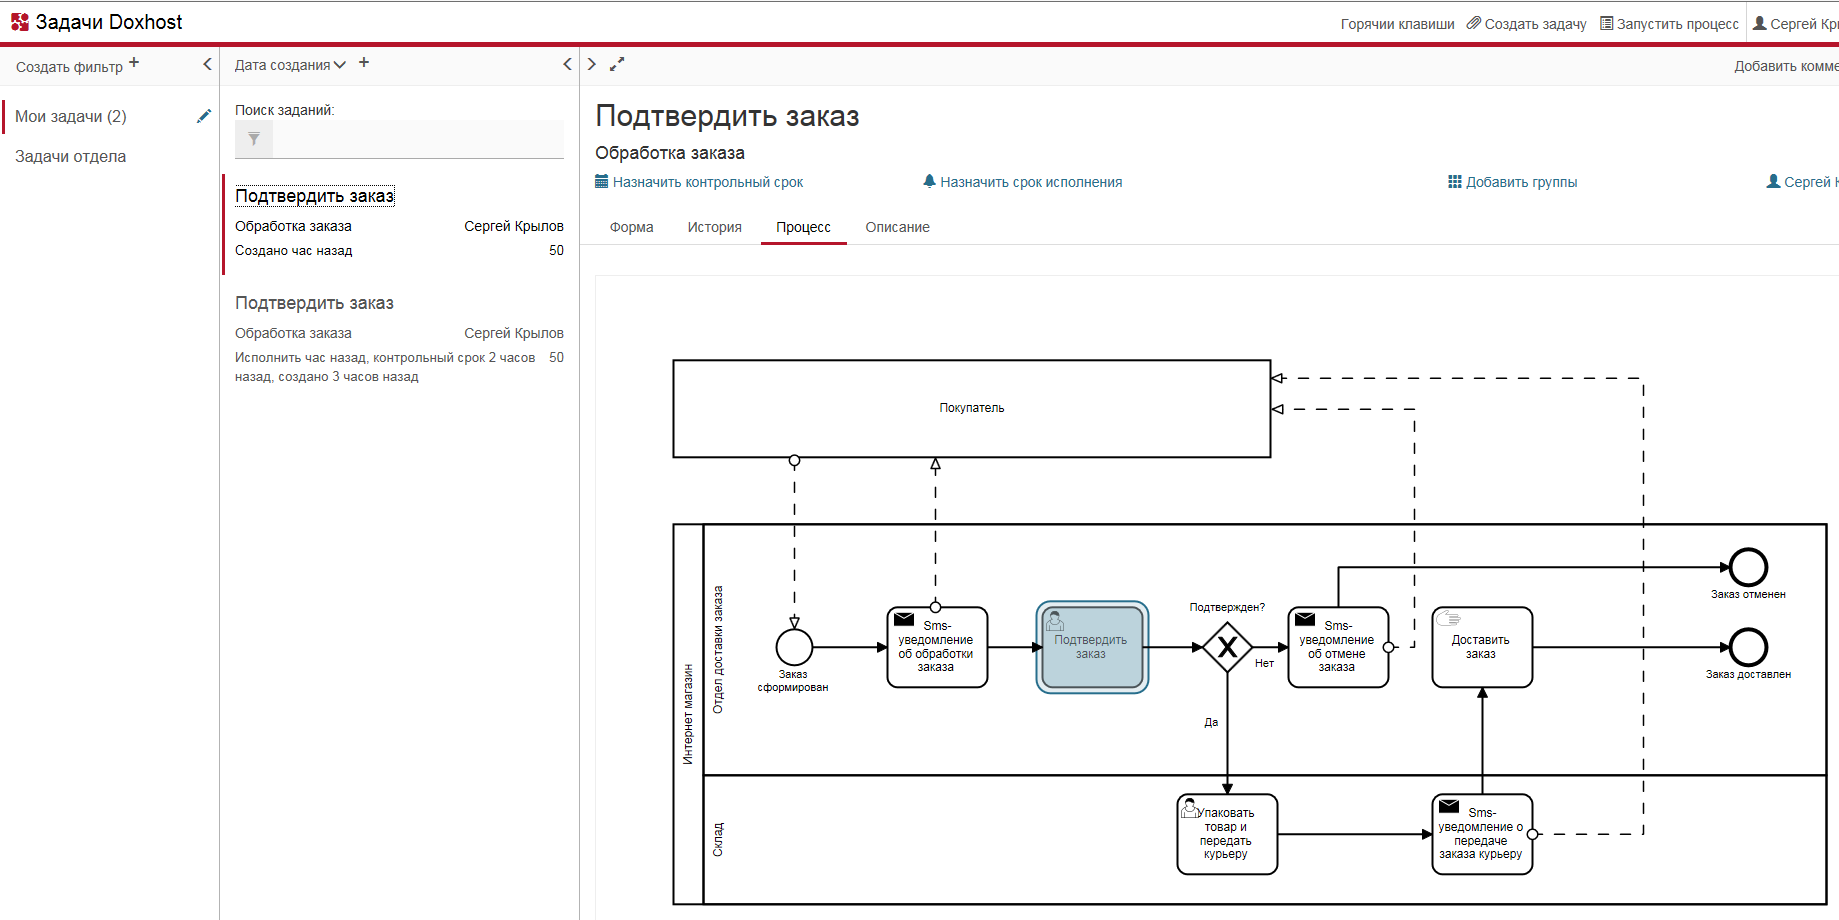 Задачи Doxhost
Горячии клавиши Создать задачу Запустить процесс Сергей
Создать фильтр +
Дата создания +
Добавить
Мои задачи (2)
Задачи отдела
Поиск заданий:
Подтвердить заказ
Обработка заказа Сергей Крылов
Создано час назад 50
Подтвердить заказ
Обработка заказа Сергей Крылов
Исполнить час назад, контрольный срок 2 часов 50
назад, создано 3 часов назад
Подтвердить заказ
Обработка заказа
Назначить контрольный срок Назначить срок исполнения Добавить группы Сергей
Форма История Процесс Описание
Покупатель
Интернет магазин
Отдел доставки заказа
Заказ
сформирован
Sms-
уведомление
об обработки
заказа
Подтвердить
заказ
Подтвержден?
Нет
Да
Sms-
уведомление
об отмене
заказа
Доставить
заказ
Заказ отменен
Заказ доставлен
Склад
Упаковать
товар и
передать
курьеру
Sms-
уведомление о
передаче
заказа курьеру